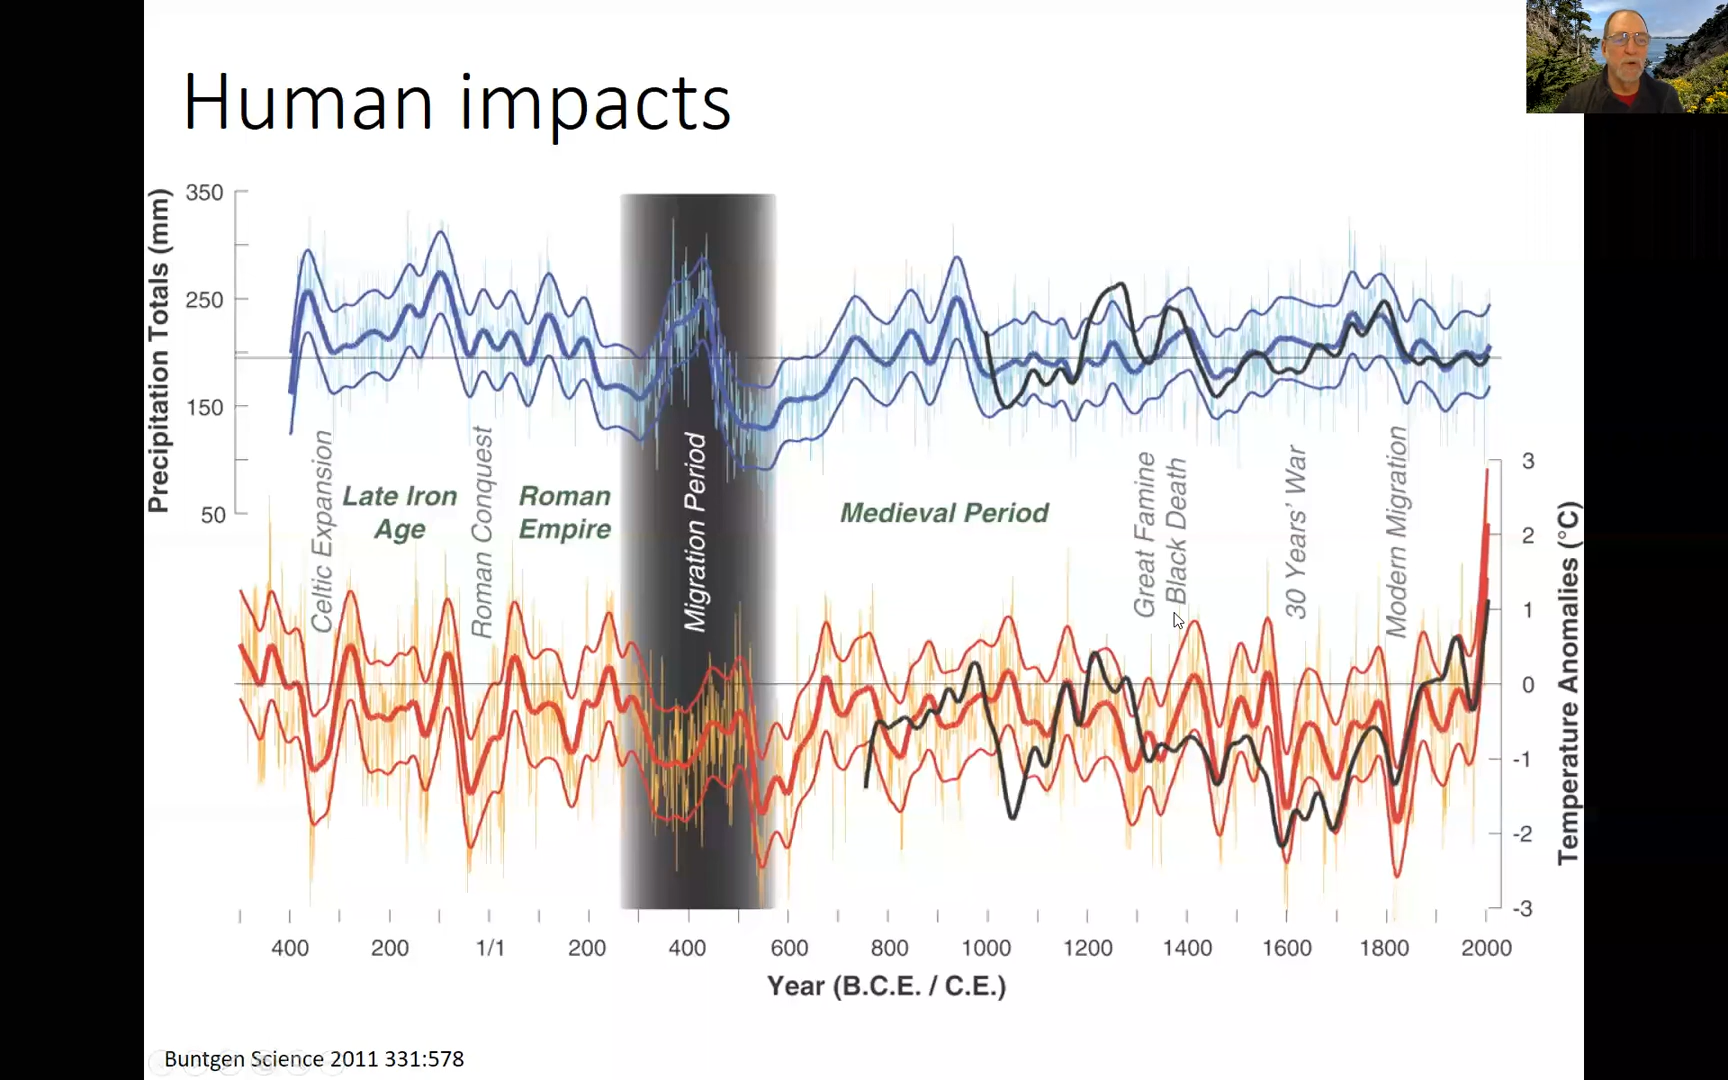 Human impacts
Precipitation Totals (mm)
350
250
150
50
Celtic Expansion
Late Iron
Age
Roman Conquest
Roman
Empire
Migration Period
Medieval Period
Great Famine
Black Death
30 Years' War
Modern Migration
3
2
1
0
-1
-2
-3
Temperature Anomalies (°C)
400 200 1/1 200 400 600 800 1000 1200 1400 1600 1800 2000
Year (B.C.E. / C.E.)
Buntgen Science 2011 331:578